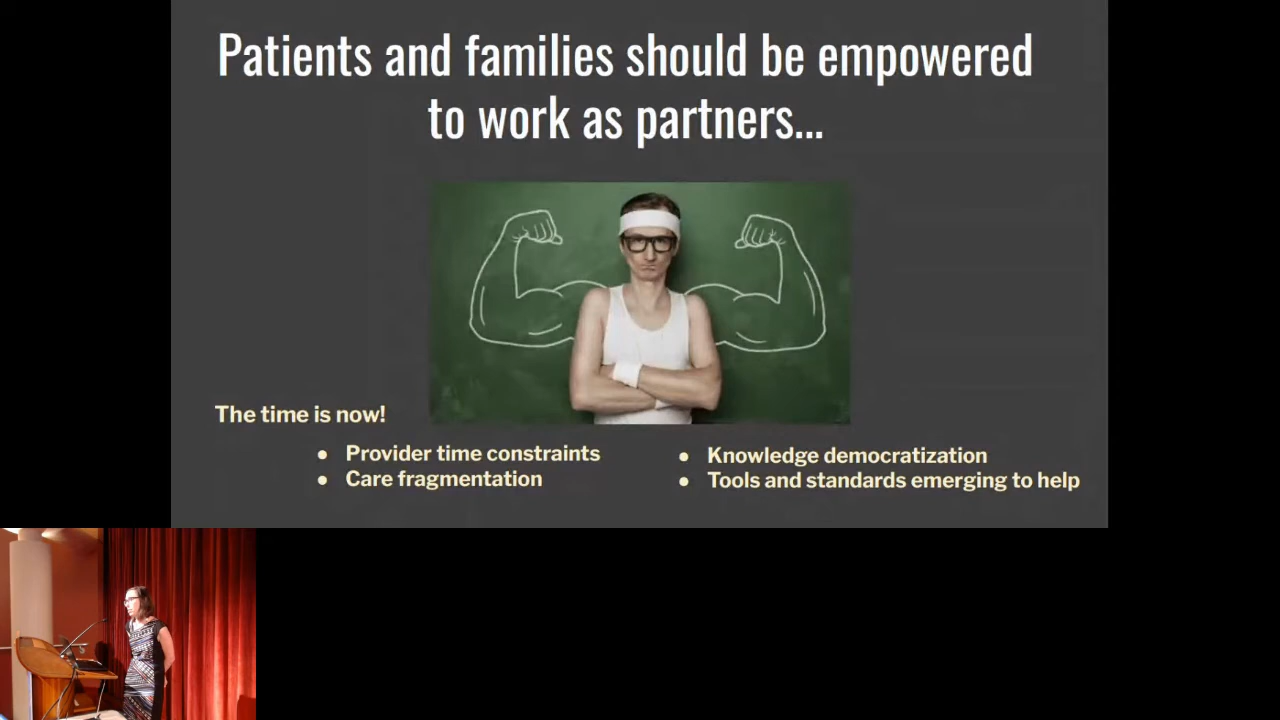 Patients and families should be empowered
to work as partners...
The time is now!
● Provider time constraints
● Care fragmentation
● Knowledge democratization
● Tools and standards emerging to help